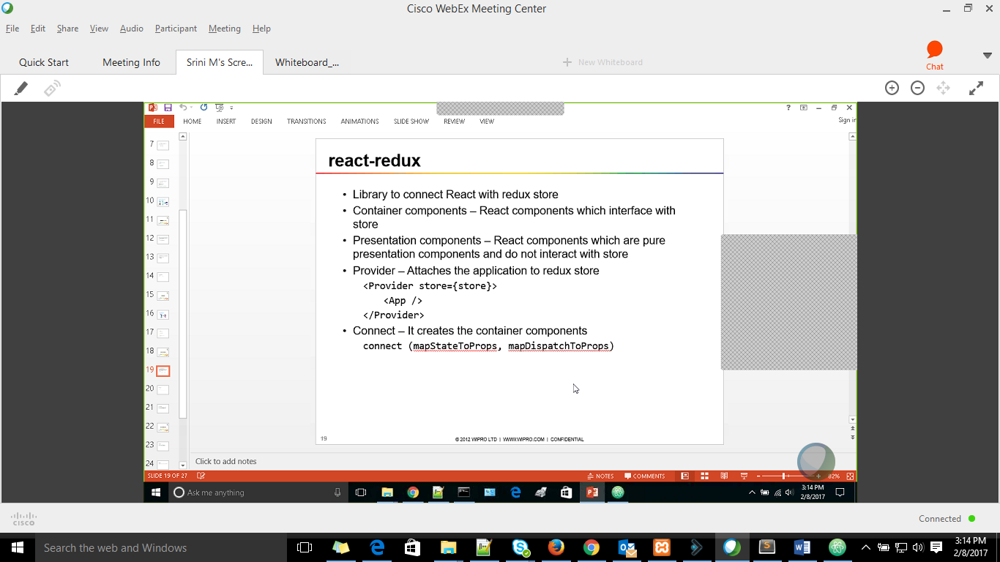 Cisco WebEx Meeting Center
File Edit Share View Audio Participant Meeting Help
Quick Start Meeting Info Srini M's Scre... Whiteboard_... New Whiteboard
Chat
FILE HOME INSERT DESIGN TRANSITIONS ANIMATIONS SLIDE SHOW REVIEW VIEW Sign in
7
8
9
10
11
12
13
14
15
16
17
18
19
20
21
22
23
24
react-redux
• Library to connect React with redux store
• Container components – React components which interface with
store
• Presentation components – React components which are pure
presentation components and do not interact with store
• Provider – Attaches the application to redux store
<Provider store={store}>
<App />
</Provider>
• Connect – It creates the container components
connect (mapStateToProps, mapDispatchToProps)
19 © 2012 WIPRO LTD | WWW.WIPRO.COM | CONFIDENTIAL
Click to add notes
SLIDE 19 OF 27 NOTES COMMENTS 82%
Ask me anything 3:14 PM
2/8/2017
CISCO Connected
Search the web and Windows 3:14 PM
2/8/2017